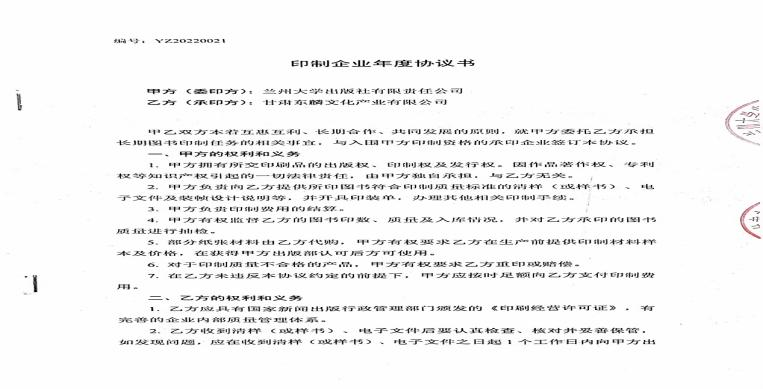 编号：YZ20220021
印制企业年度协议书
甲方（委印方）：兰州大学出版社有限责任公司
乙方（承印方）：甘肃东麟文化产业有限公司
甲乙双方本着互惠互利、长期合作、共同发展的原则，就甲方委托乙方承担
长期图书印制任务的相关事宜，与入围甲方印制资格的承印企业签订本协议。
一、甲方的权利和义务
1. 甲方拥有所交印刷品的出版权、印制权及发行权。因作品著作权、专利
权等知识产权引起的一切法律责任，由甲方独自承担，与乙方无关。
2. 甲方负责向乙方提供所印图书符合印制质量标准的清样（或样书）、电
子文件及装帧设计说明等，并开具印装单，办理其他相关印制手续。
3. 甲方负责印制费用的结算。
4. 甲方有权监督乙方的图书印数、质量及入库情况，并对乙方承印的图书
质量进行抽检。
5. 部分纸张材料由乙方代购，甲方有权要求乙方在生产前提供印制材料样
本及价格，在获得甲方出版部认可后方可使用。
6. 对于印制质量不合格的产品，甲方有权要求乙方重印或赔偿。
7. 在乙方未违反本协议约定的前提下，甲方应按时足额向乙方支付印制费
用。
二、乙方的权利和义务
1. 乙方应具有国家新闻出版行政管理部门颁发的《印刷经营许可证》，有
完善的企业内部质量管理体系。
2. 乙方收到清样（或样书）、电子文件后要认真检查、核对并妥善保管，
如发现问题，应在收到清样（或样书）、电子文件之日起 1 个工作日内向甲方出